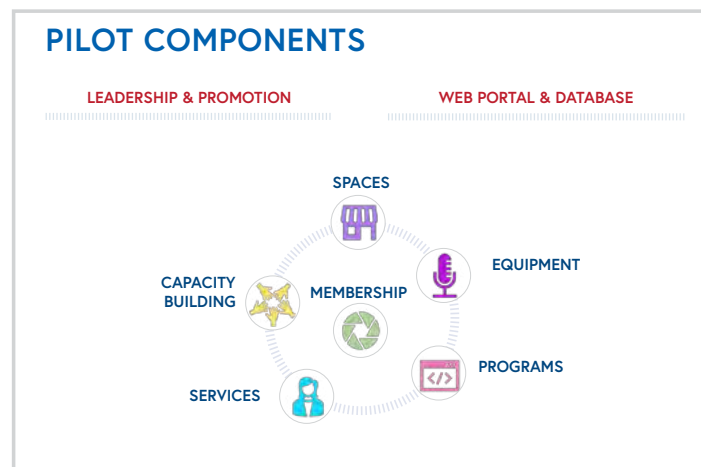 PILOT COMPONENTS
LEADERSHIP & PROMOTION
WEB PORTAL & DATABASE
SPACES
EQUIPMENT
CAPACITY
BUILDING
MEMBERSHIP
PROGRAMS
</>
SERVICES